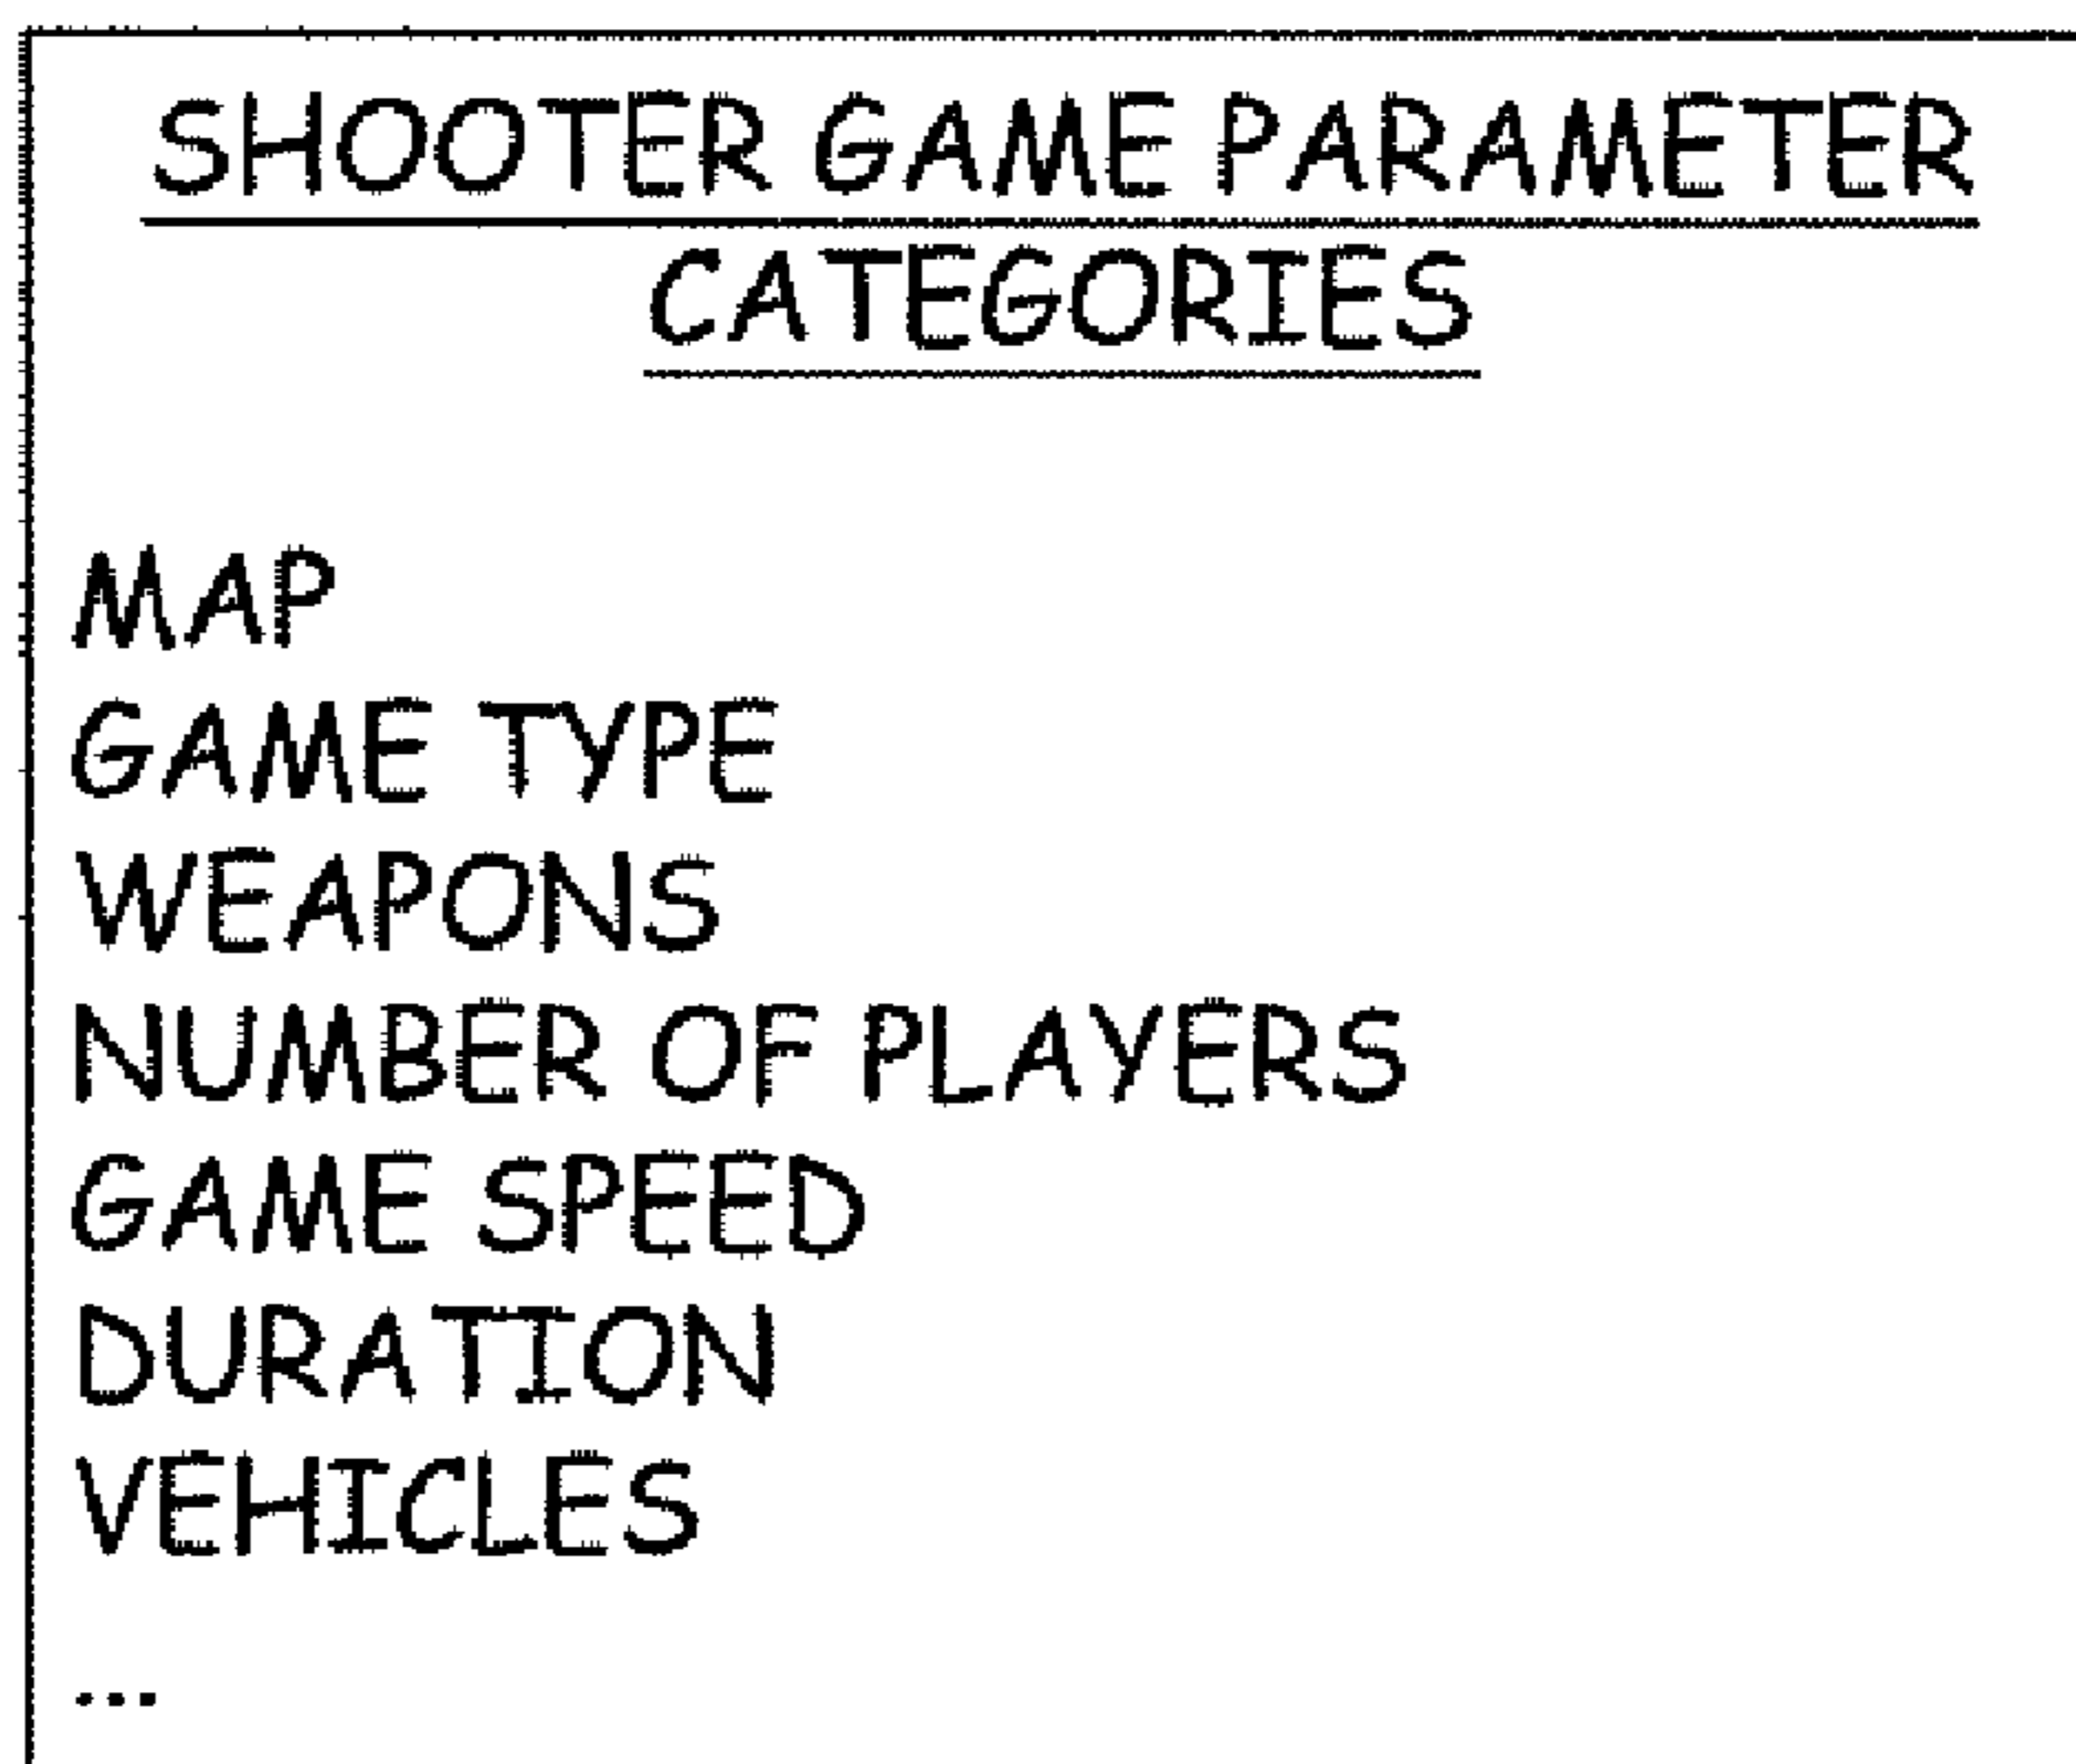 SHOOTER GAME PARAMETER
CATEGORIES
MAP
GAME TYPE
WEAPONS
NUMBER OF PLAYERS
GAME SPEED
DURATION
VEHICLES
...